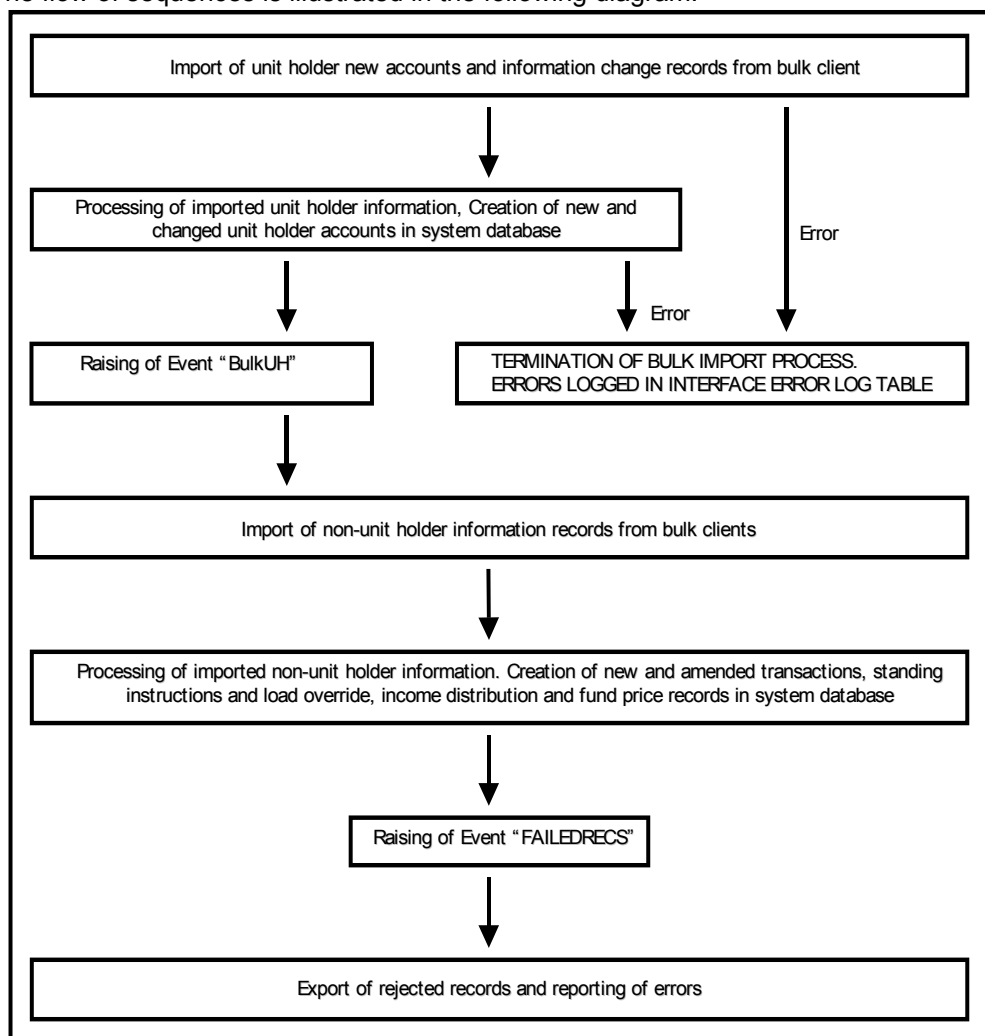 he flow of sequences is illustrated in the following diagram:
Import of unit holder new accounts and information change records from bulk client
Processing of imported unit holder information, Creation of new and
changed unit holder accounts in system database
Error
Error
Raising of Event “BulkUH”
TERMINATION OF BULK IMPORT PROCESS.
ERRORS LOGGED IN INTERFACE ERROR LOG TABLE
Import of non-unit holder information records from bulk clients
Processing of imported non-unit holder information. Creation of new and amended transactions, standing
instructions and load override, income distribution and fund price records in system database
Raising of Event “FAILEDRECS”
Export of rejected records and reporting of errors